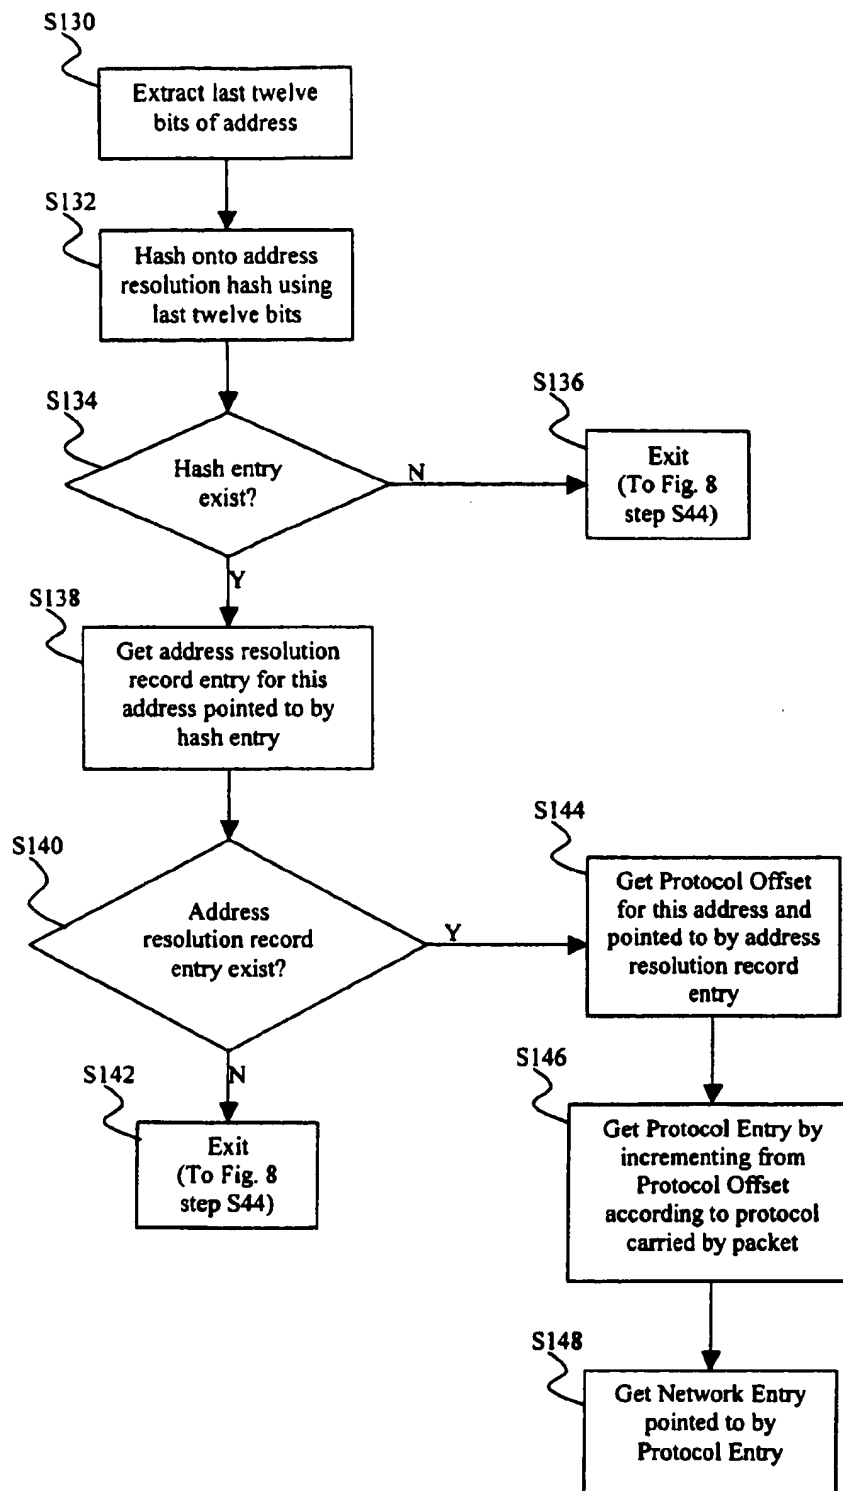 S130
Extract last twelve
bits of address
S132
Hash onto address
resolution hash using
last twelve bits
S134
Hash entry
exist?
N
S136
Exit
(To Fig. 8
step S44)
Y
S138
Get address resolution
record entry for this
address pointed to by
hash entry
S140
Address
resolution record
entry exist?
Y
N
S142
Exit
(To Fig. 8
step S44)
S144
Get Protocol Offset
for this address and
pointed to by address
resolution record
entry
S146
Get Protocol Entry by
incrementing from
Protocol Offset
according to protocol
carried by packet
S148
Get Network Entry
pointed to by
Protocol Entry